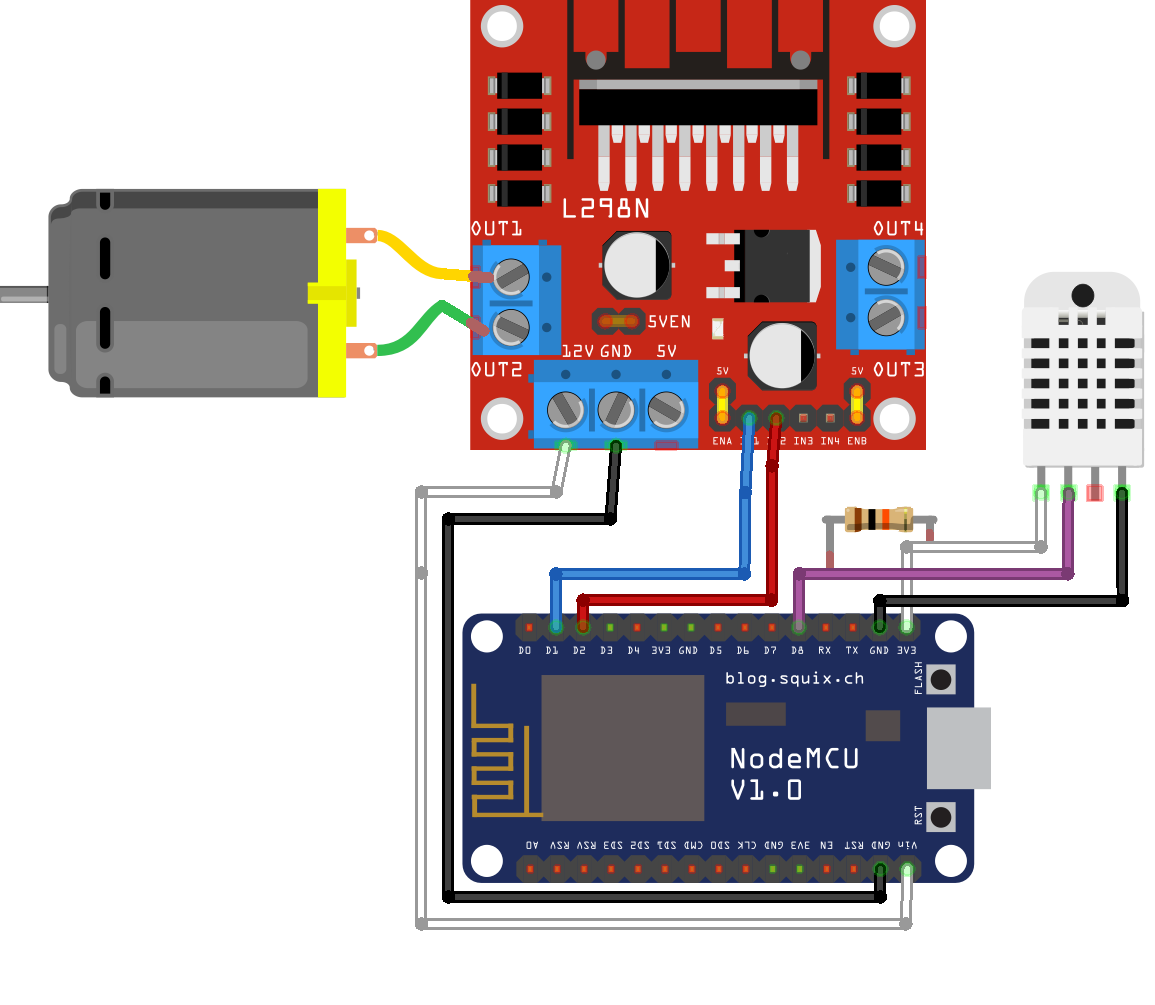 L298N
OUT1
OUT4
5VEN
12V GND 5V
OUT2
OUT3
5V
5V
ENA
IN3 IN4 ENB
D0 D1 D2 D3 D4 3V3 GND D5 D6 D7 D8 RX TX GND 3V3
blog.squix.ch
FLASH
NodeMCU
V1.0
RST
A0 RSV RSV SD3 SD2 SD1 CMD SD0 CLK GND 3V3 EN RST GND Vin